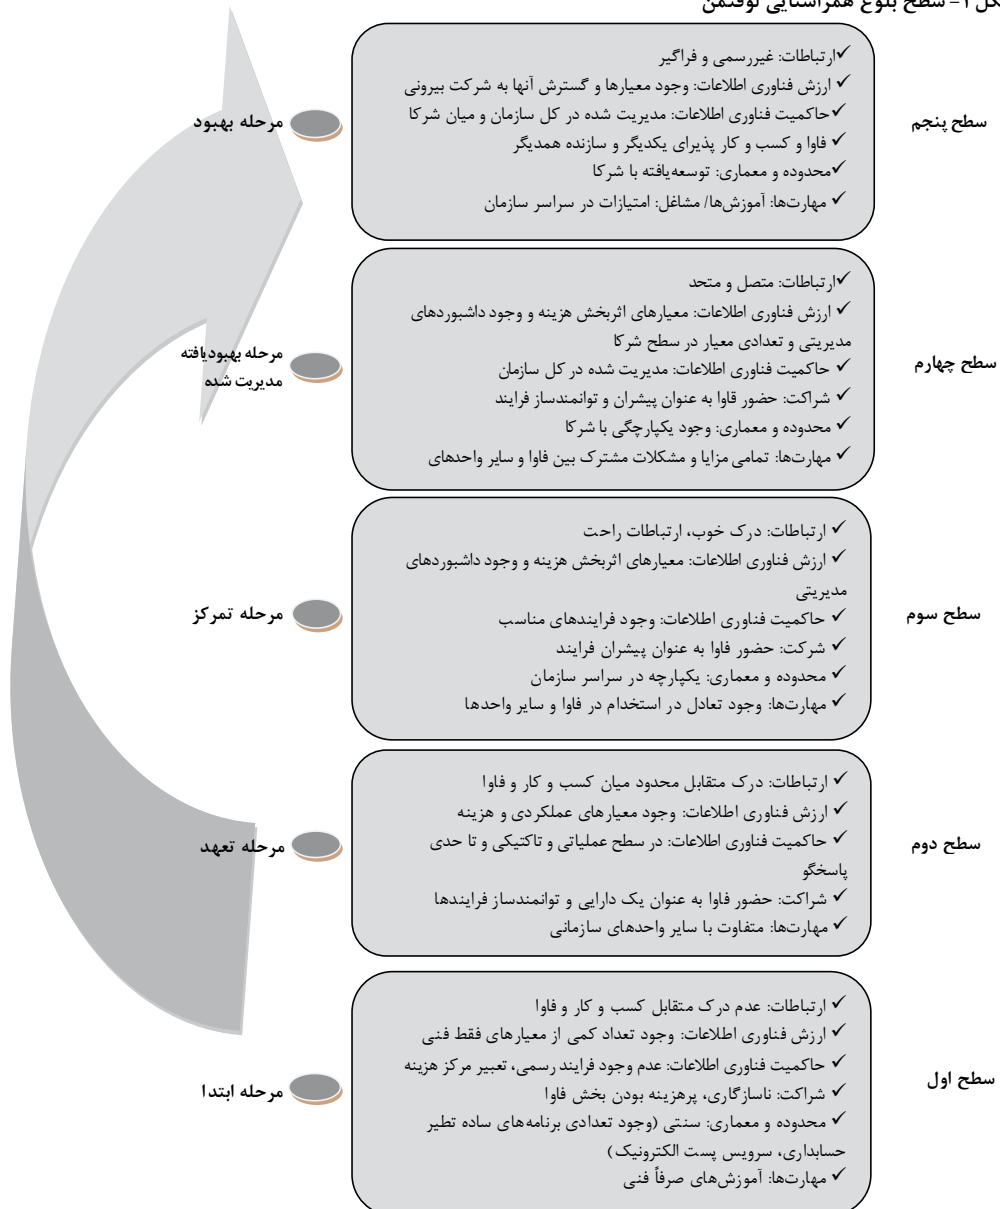 کل ۱- سطح بلوغ همراستایی لوفتمن
سطح پنجم
مرحله بهبود
✓ارتباطات: غیررسمی و فراگیر
✓ ارزش فناوری اطلاعات: وجود معیارها و گسترش آنها به شرکت بیرونی
✓حاکمیت فناوری اطلاعات: مدیریت شده در کل سازمان و میان شرکا
✓ فاوا و کسب و کار پذیرای یکدیگر و سازنده همدیگر
✓محدوده و معماری: توسعه‌یافته با شرکا
✓ مهارت‌ها: آموزش‌ها/ مشاغل: امتیازات در سراسر سازمان
سطح چهارم
مرحله بهبودیافته
مدیریت شده
✓ارتباطات: متصل و متحد
✓ ارزش فناوری اطلاعات: معیارهای اثربخش هزینه و وجود داشبوردهای
مدیریتی و تعدادی معیار در سطح شرکا
✓ حاکمیت فناوری اطلاعات: مدیریت شده در کل سازمان
✓ شراکت: حضور قاوا به عنوان پیشران و توانمندساز فرایند
✓ محدوده و معماری: وجود یکپارچگی با شرکا
✓ مهارت‌ها: تمامی مزایا و مشکلات مشترک بین فاوا و سایر واحدهای
سطح سوم
مرحله تمرکز
✓ ارتباطات: درک خوب، ارتباطات راحت
✓ ارزش فناوری اطلاعات: معیارهای اثربخش هزینه و وجود داشبوردهای
مدیریتی
✓ حاکمیت فناوری اطلاعات: وجود فرایندهای مناسب
✓ شرکت: حضور فاوا به عنوان پیشران فرایند
✓ محدوده و معماری: یکپارچه در سراسر سازمان
✓ مهارت‌ها: وجود تعادل در استخدام در فاوا و سایر واحدها
سطح دوم
مرحله تعهد
✓ ارتباطات: درک متقابل محدود میان کسب و کار و فاوا
✓ ارزش فناوری اطلاعات: وجود معیارهای عملکردی و هزینه
✓ حاکمیت فناوری اطلاعات: در سطح عملیاتی و تاکتیکی و تا حدی
پاسخگو
✓ شراکت: حضور فاوا به عنوان یک دارایی و توانمندساز فرایندها
✓ مهارت‌ها: متفاوت با سایر واحدهای سازمانی
سطح اول
مرحله ابتدا
✓ ارتباطات: عدم درک متقابل کسب و کار و فاوا
✓ ارزش فناوری اطلاعات: وجود تعداد کمی از معیارهای فقط فنی
✓ حاکمیت فناوری اطلاعات: عدم وجود فرایند رسمی، تعبیر مرکز هزینه
✓ شراکت: ناسازگاری، پرهزینه بودن بخش فاوا
✓ محدوده و معماری: سنتی (وجود تعدادی برنامه‌های ساده تطیر
حسابداری، سرویس پست الکترونیک)
✓ مهارت‌ها: آموزش‌های صرفاً فنی